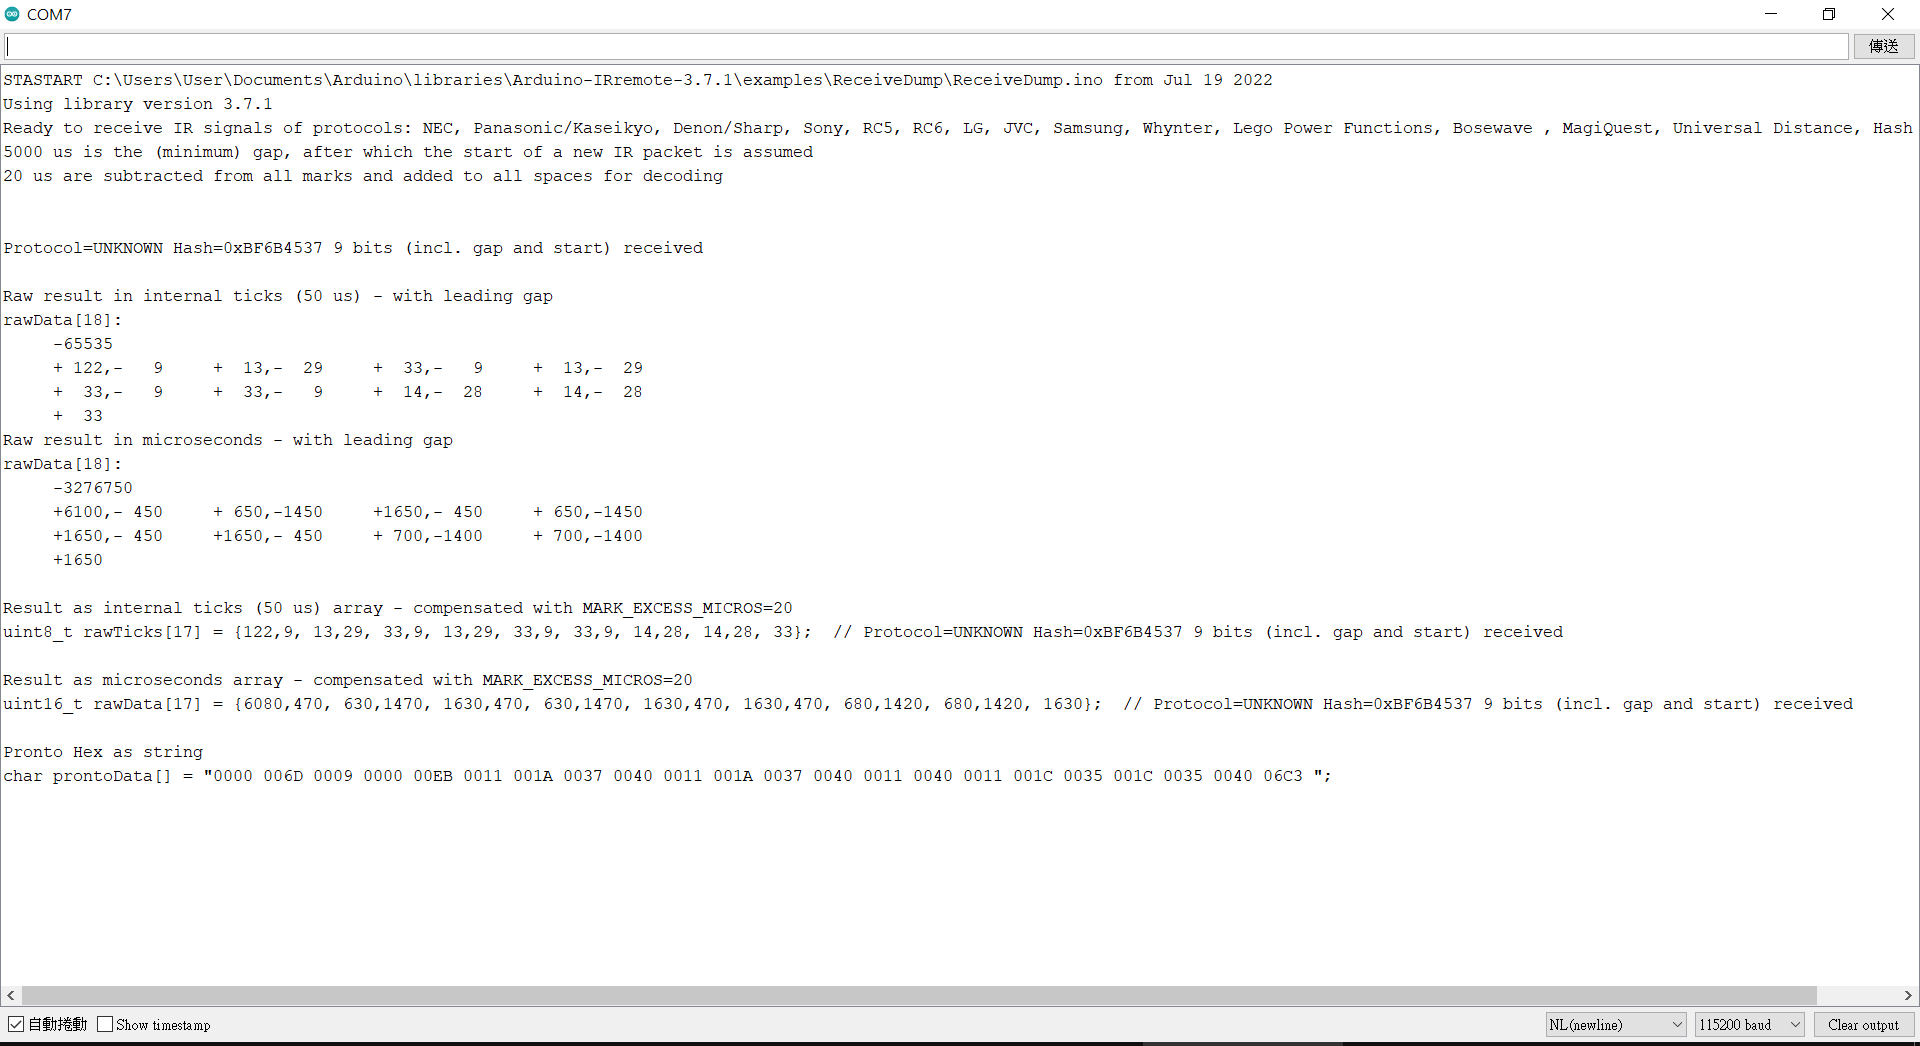 COM7
傳送
STASTART C:\Users\User\Documents\Arduino\libraries\Arduino-IRremote-3.7.1\examples\ReceiveDump\ReceiveDump.ino from Jul 19 2022
Using library version 3.7.1
Ready to receive IR signals of protocols: NEC, Panasonic/Kaseikyo, Denon/Sharp, Sony, RC5, RC6, LG, JVC, Samsung, Whynter, Lego Power Functions, Bosewave , MagiQuest, Universal Distance, Hash
5000 us is the (minimum) gap, after which the start of a new IR packet is assumed
20 us are subtracted from all marks and added to all spaces for decoding
Protocol=UNKNOWN Hash=0xBF6B4537 9 bits (incl. gap and start) received
Raw result in internal ticks (50 us) - with leading gap
rawData[18]:
-65535
+ 122,-   9     +  13,-  29     +  33,-   9     +  13,-  29
+  33,-   9     +  33,-   9     +  14,-  28     +  14,-  28
+  33
Raw result in microseconds - with leading gap
rawData[18]:
-3276750
+6100,- 450     + 650,-1450     +1650,- 450     + 650,-1450
+1650,- 450     +1650,- 450     + 700,-1400     + 700,-1400
+1650
Result as internal ticks (50 us) array - compensated with MARK_EXCESS_MICROS=20
uint8_t rawTicks[17] = {122,9, 13,29, 33,9, 13,29, 33,9, 33,9, 14,28, 14,28, 33};  // Protocol=UNKNOWN Hash=0xBF6B4537 9 bits (incl. gap and start) received
Result as microseconds array - compensated with MARK_EXCESS_MICROS=20
uint16_t rawData[17] = {6080,470, 630,1470, 1630,470, 630,1470, 1630,470, 1630,470, 680,1420, 680,1420, 1630};  // Protocol=UNKNOWN Hash=0xBF6B4537 9 bits (incl. gap and start) received
Pronto Hex as string
char prontoData[] = "0000 006D 0009 0000 00EB 0011 001A 0037 0040 0011 001A 0037 0040 0011 0040 0011 001C 0035 001C 0035 0040 06C3 ";
自動捲動 Show timestamp NL(newline) 115200 baud Clear output